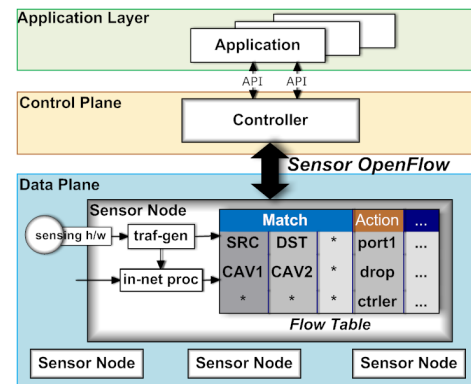 Application Layer
Application
API API
Control Plane
Controller
Sensor OpenFlow
Data Plane
Sensor Node
sensing h/w
traf-gen
in-net proc
Match Action ...
SRC DST * port1 ...
CAV1 CAV2 * drop ...
* * * ctrler ...
Flow Table
Sensor Node Sensor Node Sensor Node